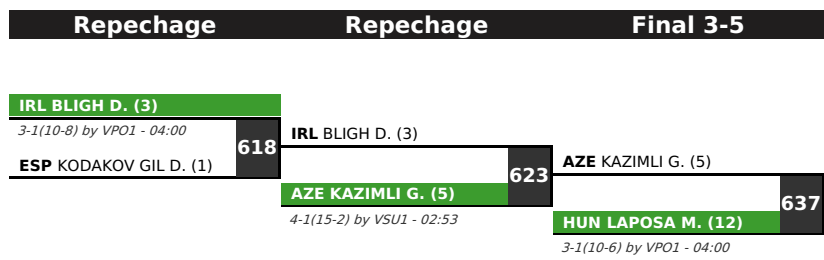 Repechage
Repechage
Final 3-5
IRL BLIGH D. (3)
3-1(10-8) by VPO1 - 04:00
ESP KODAKOV GIL D. (1)
618
IRL BLIGH D. (3)
AZE KAZIMLI G. (5)
4-1(15-2) by VSU1 - 02:53
623
AZE KAZIMLI G. (5)
HUN LAPOSA M. (12)
3-1(10-6) by VPO1 - 04:00
637